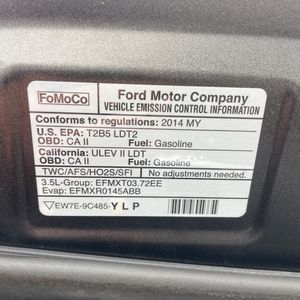 FoMoCo Ford Motor Company
VEHICLE EMISSION CONTROL INFORMATION
Conforms to regulations: 2014 MY
U.S. EPA: T2B5 LDT2
OBD: CA II Fuel: Gasoline
California: ULEV II LDT
OBD: CA II Fuel: Gasoline
TWC/AFS/HO2S/SFI No adjustments needed.
3.5L-Group: EFMXT03.72EE
Evap: EFMXR0145ABB
EW7E-9C485-Y L P